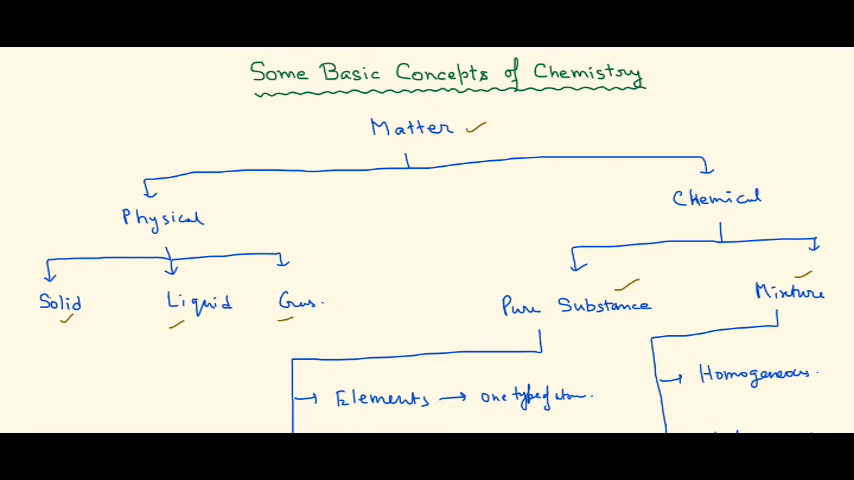 Some Basic Concepts of Chemistry
Matter
Physical
Chemical
Solid
Liquid
Gas.
Pure Substance
Mixture
Elements → one type of atom.
Homogeneous.